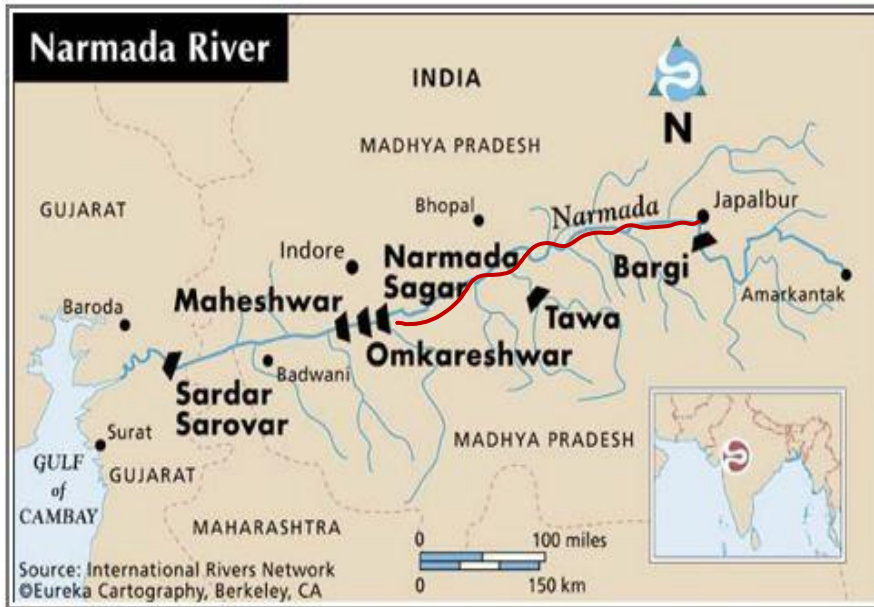 Narmada River
INDIA
N
MADHYA PRADESH
GUJARAT
Bhopal
Narmada
Japalbur
Indore
Narmada
Sagar
Bargi
Maheshwar
Amarkantak
Baroda
Tawa
Omkareshwar
Badwani
Sardar
Sarovar
Surat
MADHYA PRADESH
GULF
of
CAMBAY
GUJARAT
MAHARASHTRA
0 100 miles
0 150 km
Source: International Rivers Network
©Eureka Cartography, Berkeley, CA